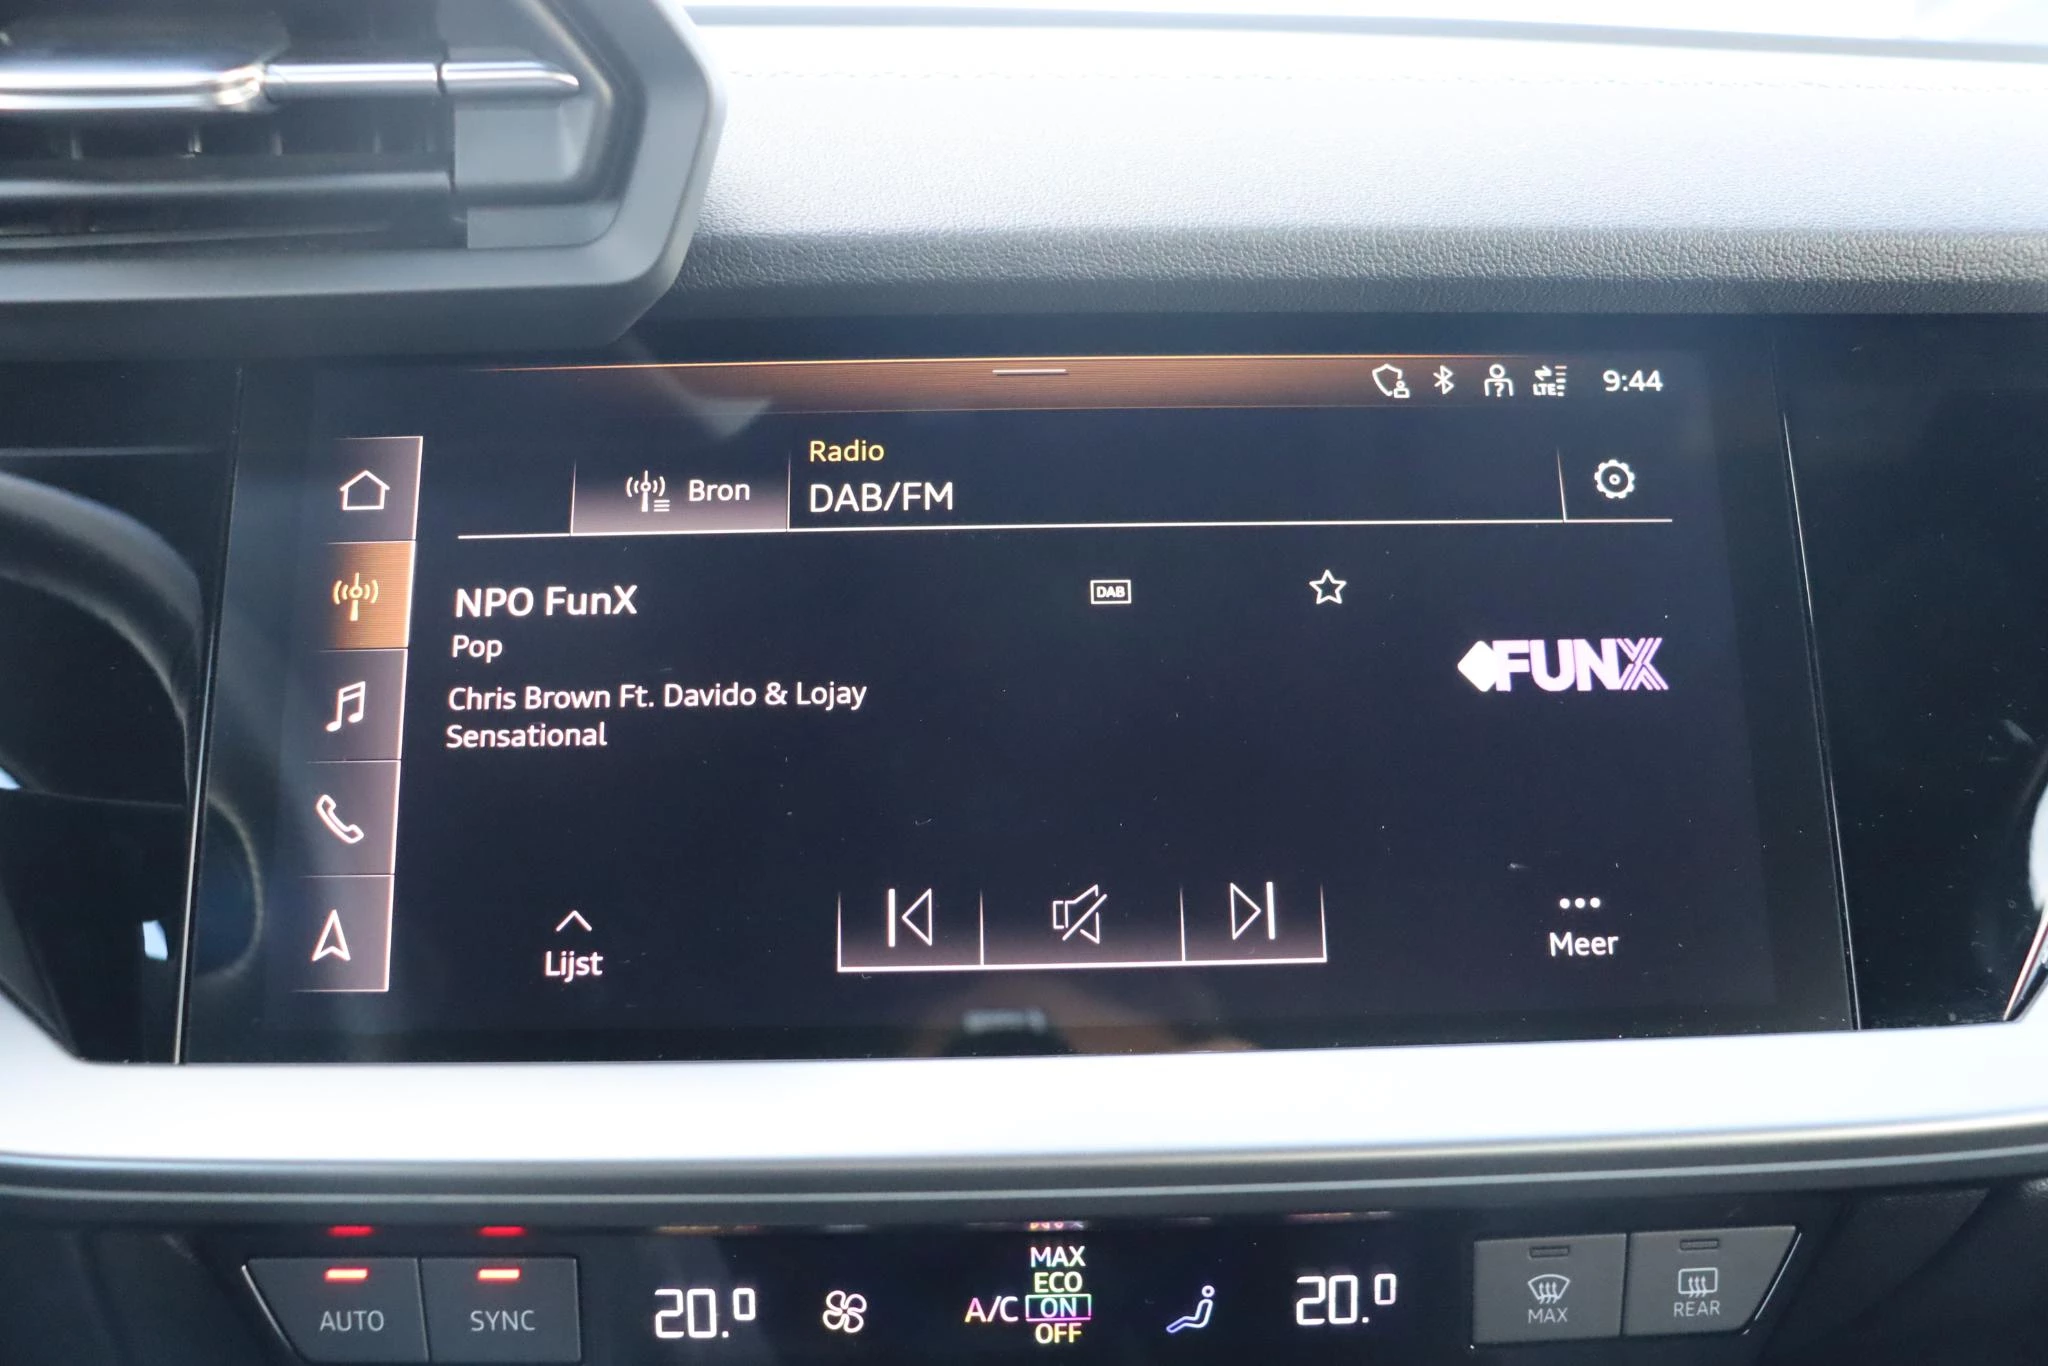 LTE
9:44
Bron
Radio
DAB/FM
NPO FunX
DAB
Pop
FUNX
Chris Brown Ft. Davido & Lojay
Sensational
Lijst
Meer
AUTO
SYNC
20.0
A/C
MAX
ECO
ON
OFF
20.0
MAX
REAR